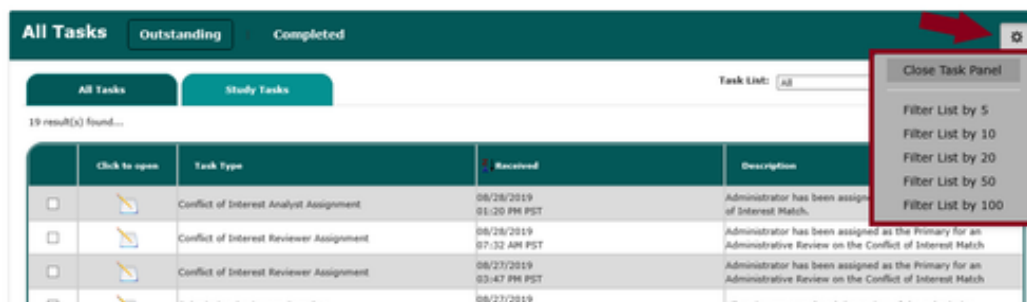 All Tasks Outstanding Completed
All Tasks Study Tasks Task List: All
Close Task Panel
Filter List by 5
Filter List by 10
Filter List by 20
Filter List by 50
Filter List by 100
19 result(s) found...
Click to open Task Type Received Description
Conflict of Interest Analyst Assignment
08/28/2019
01:20 PM PST
Administrator has been assigne
of Interest Match.
Conflict of Interest Reviewer Assignment
08/28/2019
07:32 AM PST
Administrator has been assigned as the Primary for an
Administrative Review on the Conflict of Interest Match
Conflict of Interest Reviewer Assignment
08/27/2019
03:47 PM PST
Administrator has been assigned as the Primary for an
Administrative Review on the Conflict of Interest Match
08/27/2019